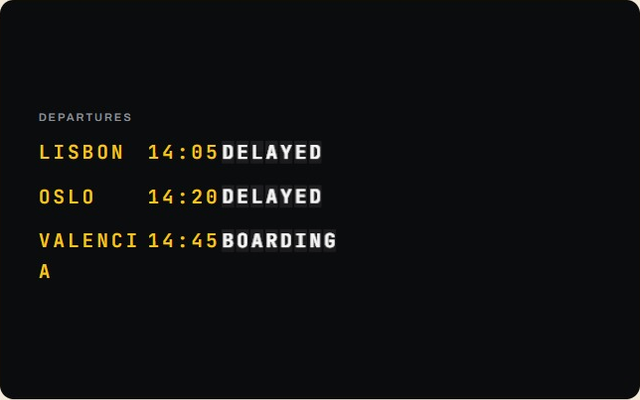 DEPARTURES
LISBON 14:05 DELAYED
OSLO 14:20 DELAYED
VALENCI 14:45 BOARDING
A